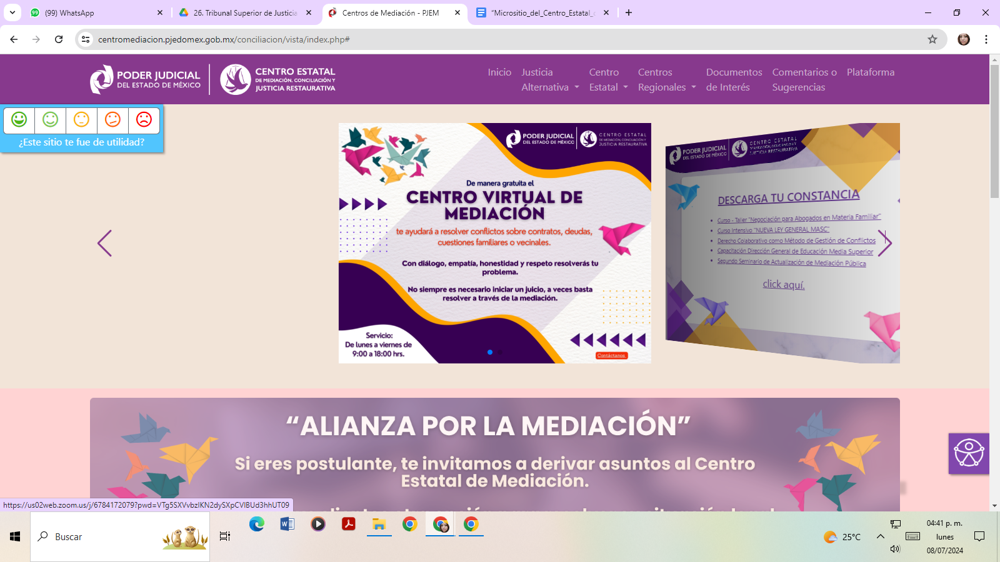 (99) WhatsApp
26. Tribunal Superior de Justicia
Centros de Mediación - PJEM
"Micrositio_del_Centro_Estatal_
centromediacion.pjedomex.gob.mx/conciliacion/vista/index.php#
PODER JUDICIAL
DEL ESTADO DE MÉXICO
CENTRO ESTATAL
DE MEDIACIÓN, CONCILIACIÓN Y
JUSTICIA RESTAURATIVA
Inicio
Justicia
Alternativa
Centro
Estatal
Centros
Regionales
Documentos
de Interés
Comentarios o
Sugerencias
Plataforma
¿Este sitio te fue de utilidad?
PODER JUDICIAL
DEL ESTADO DE MÉXICO
CENTRO ESTATAL
DE MEDIACIÓN, CONCILIACIÓN Y
JUSTICIA RESTAURATIVA
De manera gratuita el
CENTRO VIRTUAL DE
MEDIACIÓN
te ayudará a resolver conflictos sobre contratos, deudas,
cuestiones familiares o vecinales.
Con diálogo, empatía, honestidad y respeto resolverás tu
problema.
No siempre es necesario iniciar un juicio, a veces basta
resolver a través de la mediación.
Servicio:
De lunes a viernes de
9:00 a 18:00 hrs.
Contáctanos
PODER JUDICIAL
DEL ESTADO DE MÉXICO
CENTRO ESTATAL
DE MEDIACIÓN, CONCILIACIÓN Y
JUSTICIA RESTAURATIVA
DESCARGA TU CONSTANCIA
Curso - Taller "Negociación para Abogados en Materia Familiar"
Curso Intensivo "NUEVA LEY GENERAL MASC"
Derecho Colaborativo como Método de Gestión de Conflictos
Capacitación Dirección General de Educación Media Superior
Segundo Seminario de Actualización de Mediación Pública
click aquí.
“ALIANZA POR LA MEDIACIÓN”
Si eres postulante, te invitamos a derivar asuntos al Centro
Estatal de Mediación.
https://us02web.zoom.us/j/6784172079?pwd=VTg5SXVvbzlKN2dySXpCVlBUd3hhUT09
Buscar
25°C
04:41 p. m.
lunes
08/07/2024